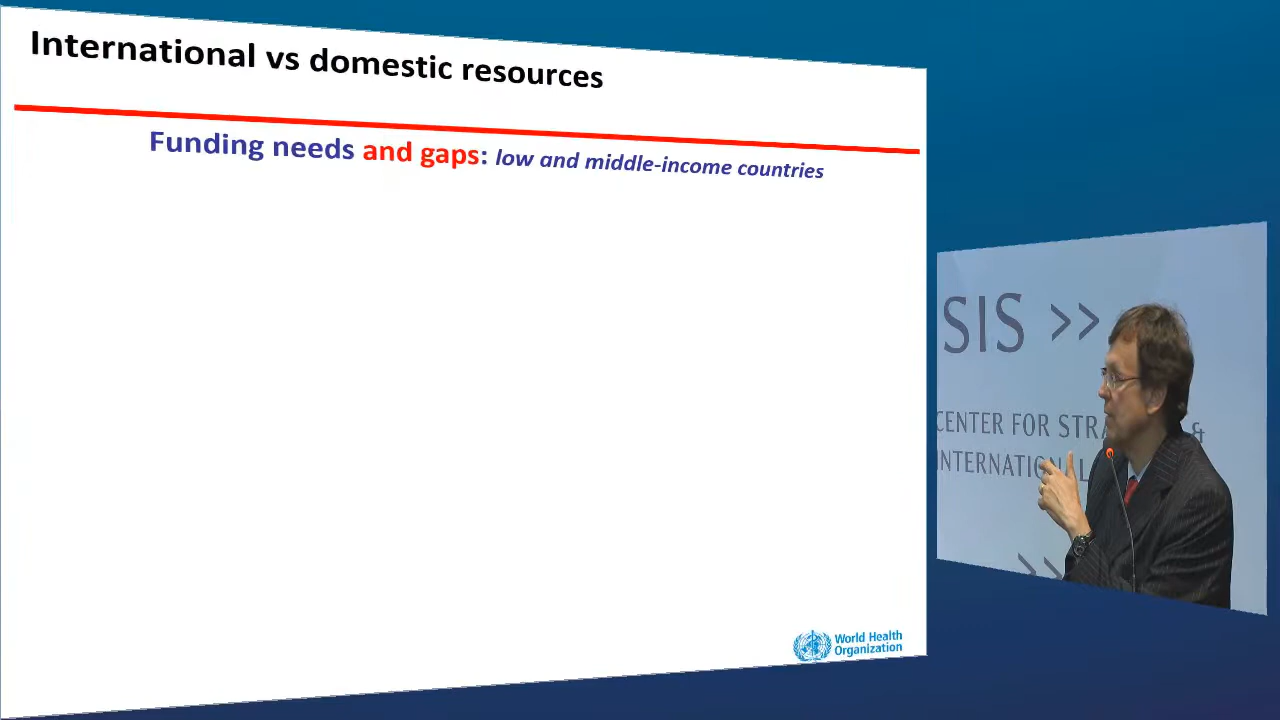 International vs domestic resources
Funding needs and gaps: low and middle-income countries
World Health
Organization
SIS >>
CENTER FOR STRA &
INTERNATIONAL
>>